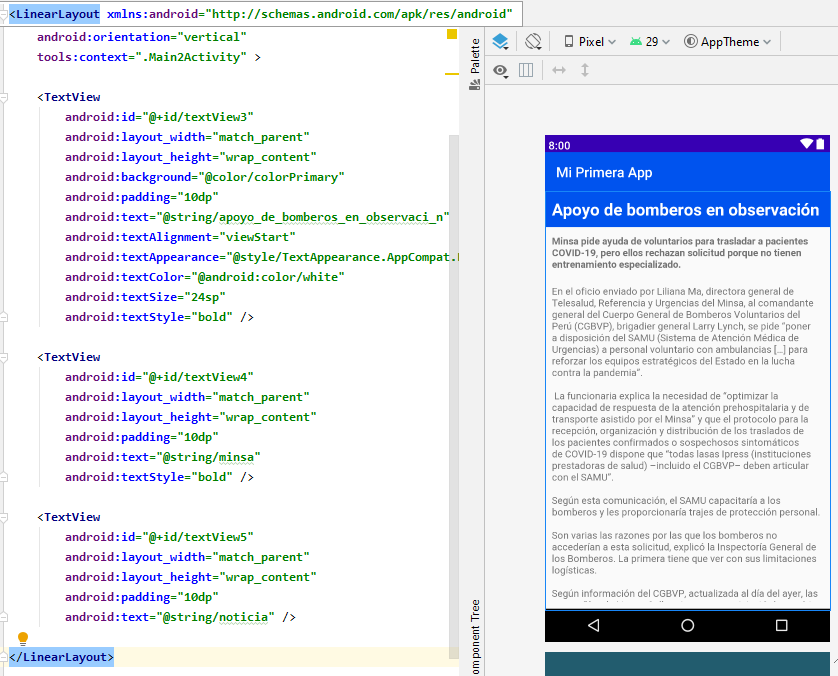 <LinearLayout xmlns:android="http://schemas.android.com/apk/res/android"
android:orientation="vertical"
tools:context=".Main2Activity" >
<TextView
android:id="@+id/textView3"
android:layout_width="match_parent"
android:layout_height="wrap_content"
android:background="@color/colorPrimary"
android:padding="10dp"
android:text="@string/apoyo_de_bomberos_en_observaci_n"
android:textAlignment="viewStart"
android:textAppearance="@style/TextAppearance.AppCompat.
android:textColor="@android:color/white"
android:textSize="24sp"
android:textStyle="bold" />
<TextView
android:id="@+id/textView4"
android:layout_width="match_parent"
android:layout_height="wrap_content"
android:padding="10dp"
android:text="@string/minsa"
android:textStyle="bold" />
<TextView
android:id="@+id/textView5"
android:layout_width="match_parent"
android:layout_height="wrap_content"
android:padding="10dp"
android:text="@string/noticia" />
</LinearLayout>
Palette
Pixel
29
AppTheme
8:00
Mi Primera App
Apoyo de bomberos en observación
Minsa pide ayuda de voluntarios para trasladar a pacientes
COVID-19, pero ellos rechazan solicitud porque no tienen
entrenamiento especializado.
En el oficio enviado por Liliana Ma, directora general de
Telesalud, Referencia y Urgencias del Minsa, al comandante
general del Cuerpo General de Bomberos Voluntarios del
Perú (CGBVP), brigadier general Larry Lynch, se pide “poner
a disposición del SAMU (Sistema de Atención Médica de
Urgencias) a personal voluntario con ambulancias […] para
reforzar los equipos estratégicos del Estado en la lucha
contra la pandemia”.
La funcionaria explica la necesidad de “optimizar la
capacidad de respuesta de la atención prehospitalaria y de
transporte asistido por el Minsa” y que el protocolo para la
recepción, organización y distribución de los traslados de
los pacientes confirmados o sospechosos sintomáticos
de COVID-19 dispone que “todas lasas Ipress (instituciones
prestadoras de salud) –incluido el CGBVP– deben articular
con el SAMU”.
Según esta comunicación, el SAMU capacitaría a los
bomberos y les proporcionaría trajes de protección personal.
Son varias las razones por las que los bomberos no
accederían a esta solicitud, explicó la Inspectoría General de
los Bomberos. La primera tiene que ver con sus limitaciones
logísticas.
Según información del CGBVP, actualizada al día del ayer, las
omponent Tree